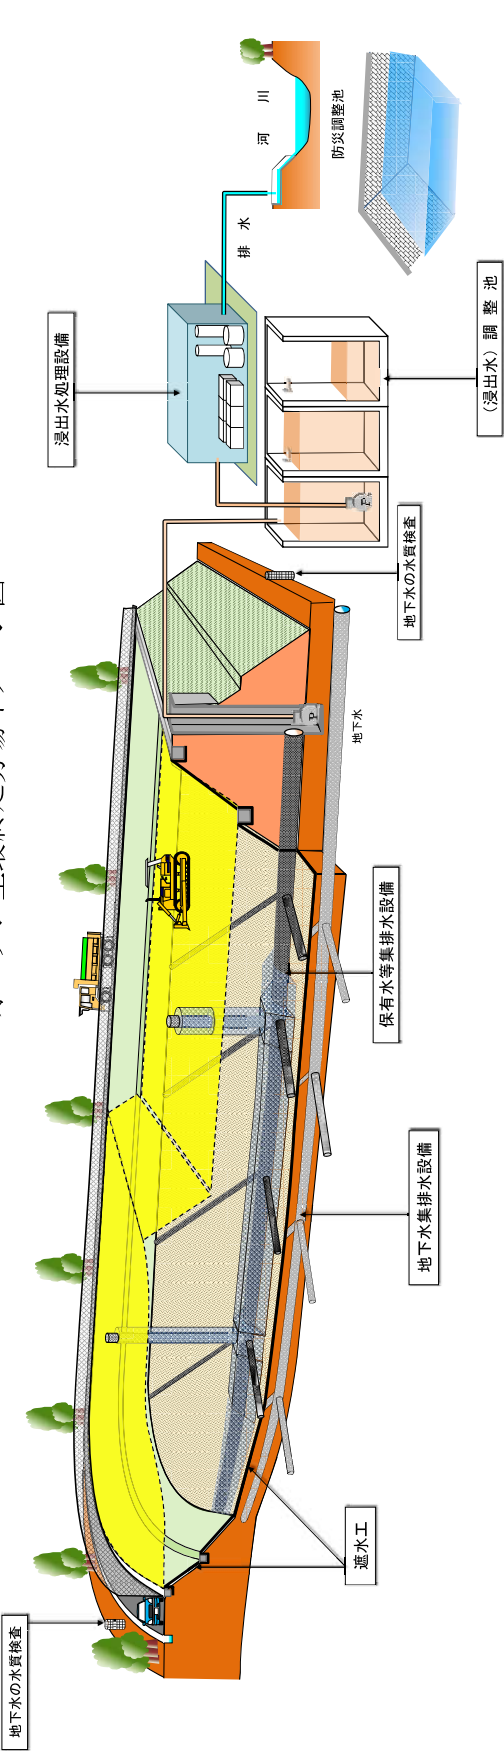 地下水の水質検査
浸出水処理設備
排 水
河 川
防災調整池
P
P
地下水
地下水の水質検査
（浸出水）調 整 池
遮水工
保有水等集排水設備
地下水集排水設備